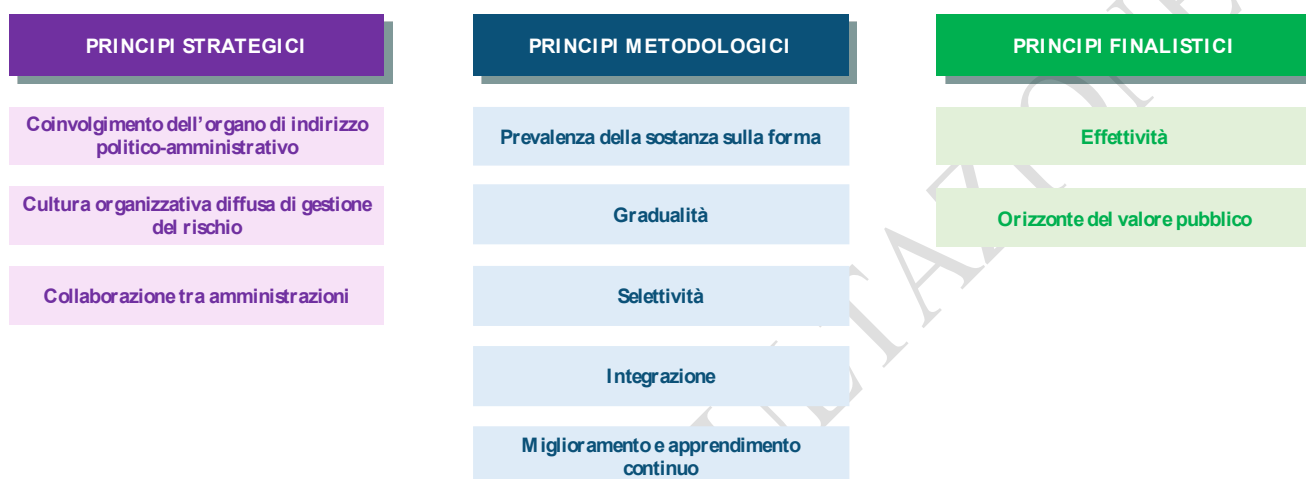 PRINCIPI STRATEGICI
Coinvolgimento dell'organo di indirizzo
politico-amministrativo
Cultura organizzativa diffusa di gestione
del rischio
Collaborazione tra amministrazioni
PRINCIPI METODOLOGICI
Prevalenza della sostanza sulla forma
Gradualità
Selettività
Integrazione
Miglioramento e apprendimento
continuo
PRINCIPI FINALISTICI
Effettività
Orizzonte del valore pubblico